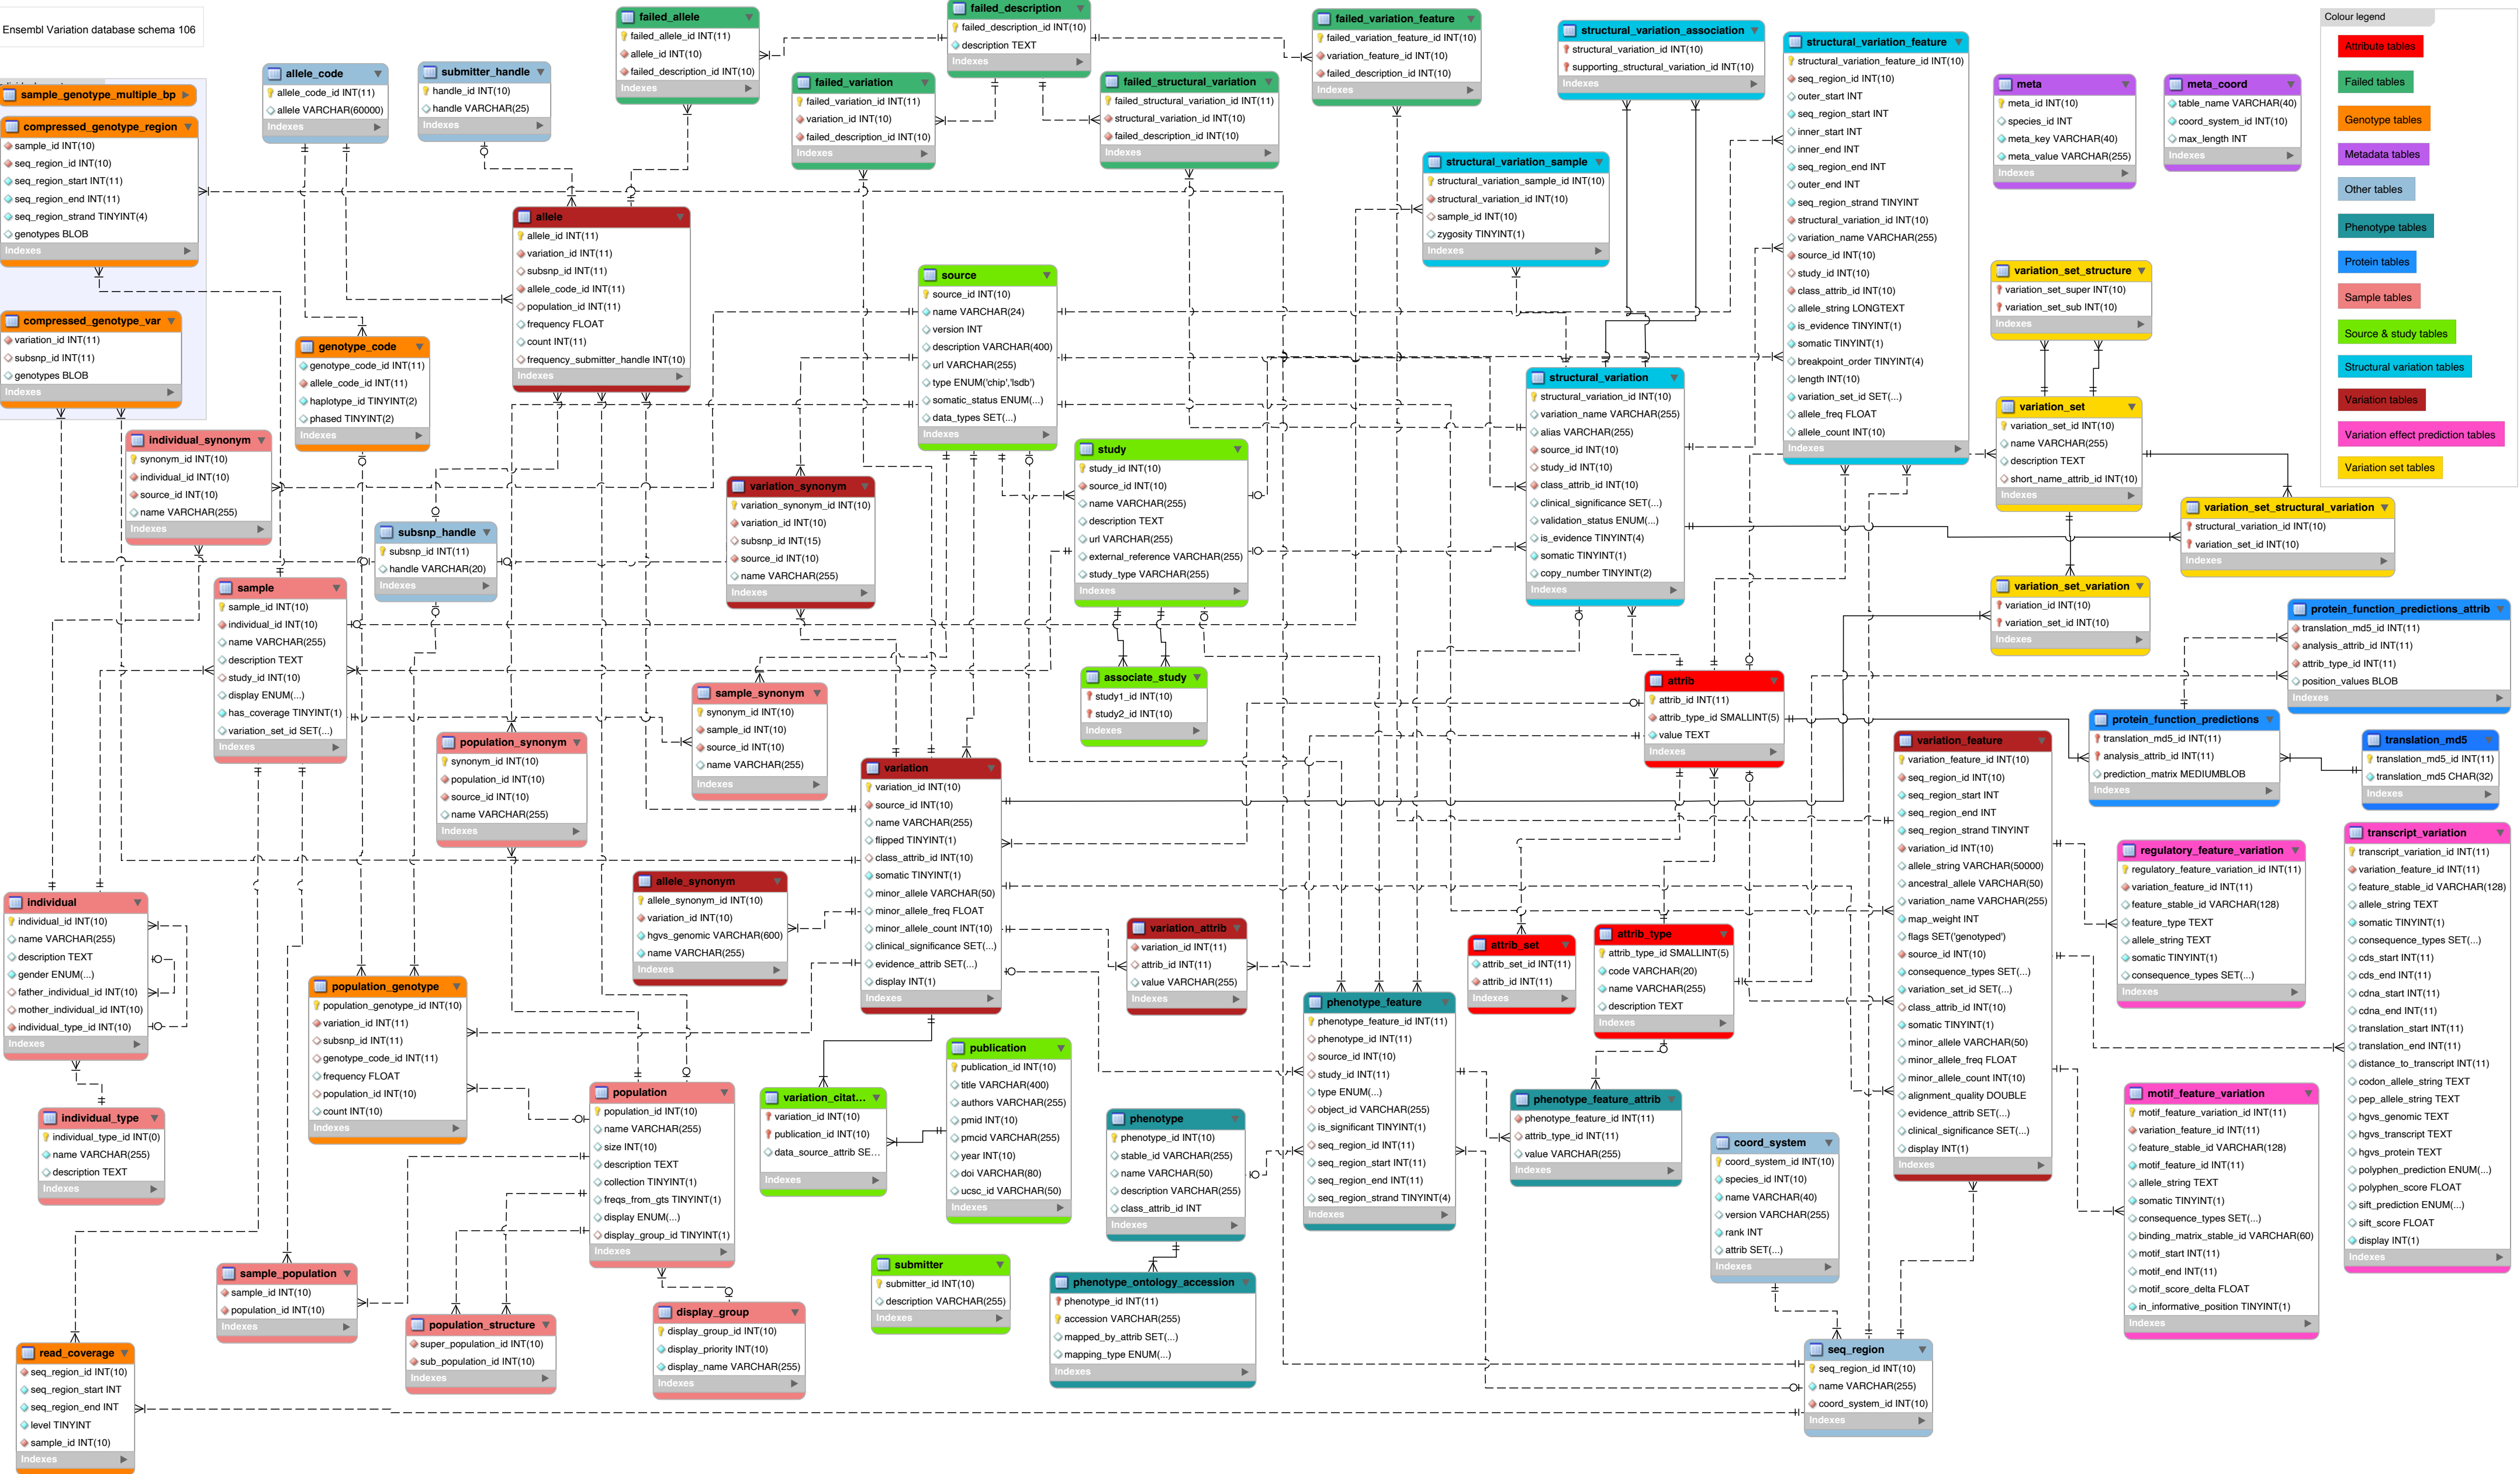 Ensembl Variation database schema 106
sample_genotype_multiple_bp
compressed_genotype_region
sample_id INT(10)
seq_region_id INT(10)
seq_region_start INT(11)
seq_region_end INT(11)
seq_region_strand TINYINT(4)
genotypes BLOB
Indexes
compressed_genotype_var
variation_id INT(11)
subsnp_id INT(11)
genotypes BLOB
Indexes
allele_code
allele_code_id INT(11)
allele VARCHAR(60000)
Indexes
submitter_handle
handle_id INT(10)
handle VARCHAR(25)
Indexes
failed_allele
failed_allele_id INT(11)
allele_id INT(10)
failed_description_id INT(10)
Indexes
failed_description
failed_description_id INT(10)
description TEXT
Indexes
failed_variation
failed_variation_id INT(11)
variation_id INT(10)
failed_description_id INT(10)
Indexes
failed_structural_variation
failed_structural_variation_id INT(11)
structural_variation_id INT(10)
failed_description_id INT(10)
Indexes
failed_variation_feature
failed_variation_feature_id INT(10)
variation_feature_id INT(10)
failed_description_id INT(10)
Indexes
structural_variation_association
structural_variation_id INT(10)
supporting_structural_variation_id INT(10)
Indexes
structural_variation_sample
structural_variation_sample_id INT(10)
structural_variation_id INT(10)
sample_id INT(10)
zygosity TINYINT(1)
Indexes
structural_variation_feature
structural_variation_feature_id INT(10)
seq_region_id INT(10)
outer_start INT
seq_region_start INT
inner_start INT
inner_end INT
seq_region_end INT
outer_end INT
seq_region_strand TINYINT
structural_variation_id INT(10)
variation_name VARCHAR(255)
source_id INT(10)
study_id INT(10)
class_attrib_id INT(10)
allele_string LONGTEXT
is_evidence TINYINT(1)
somatic TINYINT(1)
breakpoint_order TINYINT(4)
length INT(10)
variation_set_id SET(...)
allele_freq FLOAT
allele_count INT(10)
Indexes
meta
meta_id INT(10)
species_id INT
meta_key VARCHAR(40)
meta_value VARCHAR(255)
Indexes
meta_coord
table_name VARCHAR(40)
coord_system_id INT(10)
max_length INT
Indexes
Colour legend
Attribute tables
Failed tables
Genotype tables
Metadata tables
Other tables
Phenotype tables
Protein tables
Sample tables
Source & study tables
Structural variation tables
Variation tables
Variation effect prediction tables
Variation set tables
allele
allele_id INT(11)
variation_id INT(11)
subsnp_id INT(11)
allele_code_id INT(11)
population_id INT(11)
frequency FLOAT
count INT(11)
frequency_submitter_handle INT(10)
Indexes
genotype_code
genotype_code_id INT(11)
allele_code_id INT(11)
haplotype_id TINYINT(2)
phased TINYINT(2)
Indexes
source
source_id INT(10)
name VARCHAR(24)
version INT
description VARCHAR(400)
url VARCHAR(255)
type ENUM('chip','lsdb')
somatic_status ENUM(...)
data_types SET(...)
Indexes
structural_variation
structural_variation_id INT(10)
variation_name VARCHAR(255)
alias VARCHAR(255)
source_id INT(10)
study_id INT(10)
class_attrib_id INT(10)
clinical_significance SET(...)
validation_status ENUM(...)
is_evidence TINYINT(4)
somatic TINYINT(1)
copy_number TINYINT(2)
Indexes
variation_set_structure
variation_set_super INT(10)
variation_set_sub INT(10)
Indexes
variation_set
variation_set_id INT(10)
name VARCHAR(255)
description TEXT
short_name_attrib_id INT(10)
Indexes
variation_set_structural_variation
structural_variation_id INT(10)
variation_set_id INT(10)
Indexes
variation_set_variation
variation_id INT(10)
variation_set_id INT(10)
Indexes
individual_synonym
synonym_id INT(10)
individual_id INT(10)
source_id INT(10)
name VARCHAR(255)
Indexes
subsnp_handle
subsnp_id INT(11)
handle VARCHAR(20)
Indexes
variation_synonym
variation_synonym_id INT(10)
variation_id INT(10)
subsnp_id INT(15)
source_id INT(10)
name VARCHAR(255)
Indexes
study
study_id INT(10)
source_id INT(10)
name VARCHAR(255)
description TEXT
url VARCHAR(255)
external_reference VARCHAR(255)
study_type VARCHAR(255)
Indexes
sample
sample_id INT(10)
individual_id INT(10)
name VARCHAR(255)
description TEXT
study_id INT(10)
display ENUM(...)
has_coverage TINYINT(1)
variation_set_id SET(...)
Indexes
associate_study
study1_id INT(10)
study2_id INT(10)
Indexes
sample_synonym
synonym_id INT(10)
sample_id INT(10)
source_id INT(10)
name VARCHAR(255)
Indexes
population_synonym
synonym_id INT(10)
population_id INT(10)
source_id INT(10)
name VARCHAR(255)
Indexes
attrib
attrib_id INT(11)
attrib_type_id SMALLINT(5)
value TEXT
Indexes
protein_function_predictions_attrib
translation_md5_id INT(11)
analysis_attrib_id INT(11)
attrib_type_id INT(11)
position_values BLOB
Indexes
protein_function_predictions
translation_md5_id INT(11)
analysis_attrib_id INT(11)
prediction_matrix MEDIUMBLOB
Indexes
translation_md5
translation_md5_id INT(11)
translation_md5 CHAR(32)
Indexes
variation
variation_id INT(10)
source_id INT(10)
name VARCHAR(255)
flipped TINYINT(1)
class_attrib_id INT(10)
somatic TINYINT(1)
minor_allele VARCHAR(50)
minor_allele_freq FLOAT
minor_allele_count INT(10)
clinical_significance SET(...)
evidence_attrib SET(...)
display INT(1)
Indexes
variation_feature
variation_feature_id INT(10)
seq_region_id INT(10)
seq_region_start INT
seq_region_end INT
seq_region_strand TINYINT
variation_id INT(10)
allele_string VARCHAR(50000)
ancestral_allele VARCHAR(50)
variation_name VARCHAR(255)
map_weight INT
flags SET('genotyped')
source_id INT(10)
consequence_types SET(...)
variation_set_id SET(...)
class_attrib_id INT(10)
somatic TINYINT(1)
minor_allele VARCHAR(50)
minor_allele_freq FLOAT
minor_allele_count INT(10)
alignment_quality DOUBLE
evidence_attrib SET(...)
clinical_significance SET(...)
display INT(1)
Indexes
regulatory_feature_variation
regulatory_feature_variation_id INT(11)
variation_feature_id INT(11)
feature_stable_id VARCHAR(128)
feature_type TEXT
allele_string TEXT
somatic TINYINT(1)
consequence_types SET(...)
Indexes
transcript_variation
transcript_variation_id INT(11)
variation_feature_id INT(11)
feature_stable_id VARCHAR(128)
allele_string TEXT
somatic TINYINT(1)
consequence_types SET(...)
cds_start INT(11)
cds_end INT(11)
cdna_start INT(11)
cdna_end INT(11)
translation_start INT(11)
translation_end INT(11)
distance_to_transcript INT(11)
codon_allele_string TEXT
pep_allele_string TEXT
hgvs_genomic TEXT
hgvs_transcript TEXT
hgvs_protein TEXT
polyphen_prediction ENUM(...)
polyphen_score FLOAT
sift_prediction ENUM(...)
sift_score FLOAT
display INT(1)
Indexes
individual
individual_id INT(10)
name VARCHAR(255)
description TEXT
gender ENUM(...)
father_individual_id INT(10)
mother_individual_id INT(10)
individual_type_id INT(10)
Indexes
allele_synonym
allele_synonym_id INT(10)
variation_id INT(10)
hgvs_genomic VARCHAR(600)
name VARCHAR(255)
Indexes
variation_attrib
variation_id INT(11)
attrib_id INT(11)
value VARCHAR(255)
Indexes
attrib_set
attrib_set_id INT(11)
attrib_id INT(11)
Indexes
attrib_type
attrib_type_id SMALLINT(5)
code VARCHAR(20)
name VARCHAR(255)
description TEXT
Indexes
population_genotype
population_genotype_id INT(10)
variation_id INT(11)
subsnp_id INT(11)
genotype_code_id INT(11)
frequency FLOAT
population_id INT(10)
count INT(10)
Indexes
phenotype_feature
phenotype_feature_id INT(11)
phenotype_id INT(11)
source_id INT(10)
study_id INT(11)
type ENUM(...)
object_id VARCHAR(255)
is_significant TINYINT(1)
seq_region_id INT(11)
seq_region_start INT(11)
seq_region_end INT(11)
seq_region_strand TINYINT(4)
Indexes
publication
publication_id INT(10)
title VARCHAR(400)
authors VARCHAR(255)
pmid INT(10)
pmcid VARCHAR(255)
year INT(10)
doi VARCHAR(80)
ucsc_id VARCHAR(50)
Indexes
individual_type
individual_type_id INT(0)
name VARCHAR(255)
description TEXT
Indexes
population
population_id INT(10)
name VARCHAR(255)
size INT(10)
description TEXT
collection TINYINT(1)
freqs_from_gts TINYINT(1)
display ENUM(...)
display_group_id TINYINT(1)
Indexes
variation_citat...
variation_id INT(10)
publication_id INT(10)
data_source_attrib SE...
Indexes
phenotype
phenotype_id INT(10)
stable_id VARCHAR(255)
name VARCHAR(50)
description VARCHAR(255)
class_attrib_id INT
Indexes
phenotype_feature_attrib
phenotype_feature_id INT(11)
attrib_type_id INT(11)
value VARCHAR(255)
Indexes
motif_feature_variation
motif_feature_variation_id INT(11)
variation_feature_id INT(11)
feature_stable_id VARCHAR(128)
motif_feature_id INT(11)
allele_string TEXT
somatic TINYINT(1)
consequence_types SET(...)
binding_matrix_stable_id VARCHAR(60)
motif_start INT(11)
motif_end INT(11)
motif_score_delta FLOAT
in_informative_position TINYINT(1)
Indexes
coord_system
coord_system_id INT(10)
species_id INT(10)
name VARCHAR(40)
version VARCHAR(255)
rank INT
attrib SET(...)
Indexes
sample_population
sample_id INT(10)
population_id INT(10)
Indexes
population_structure
super_population_id INT(10)
sub_population_id INT(10)
Indexes
display_group
display_group_id INT(10)
display_priority INT(10)
display_name VARCHAR(255)
Indexes
submitter
submitter_id INT(10)
description VARCHAR(255)
Indexes
phenotype_ontology_accession
phenotype_id INT(11)
accession VARCHAR(255)
mapped_by_attrib SET(...)
mapping_type ENUM(...)
Indexes
read_coverage
seq_region_id INT(10)
seq_region_start INT
seq_region_end INT
level TINYINT
sample_id INT(10)
Indexes
seq_region
seq_region_id INT(10)
name VARCHAR(255)
coord_system_id INT(10)
Indexes